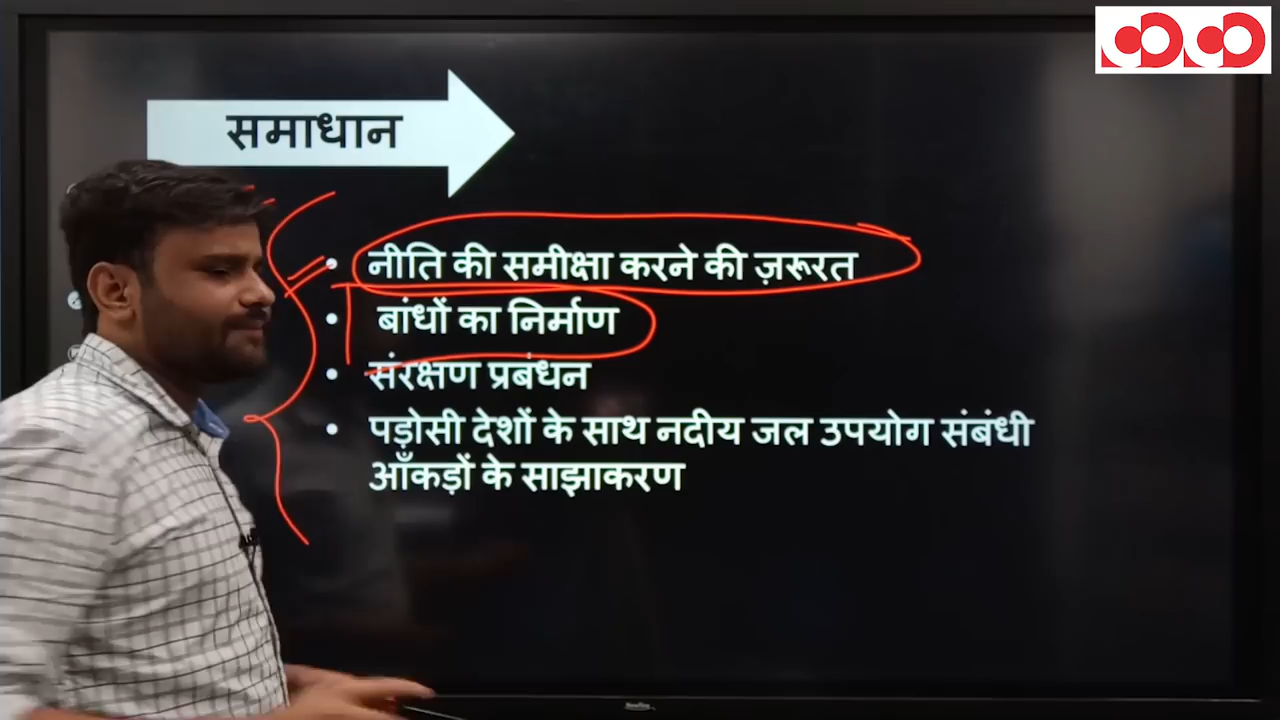 समाधान
नीति की समीक्षा करने की ज़रूरत
बांधों का निर्माण
संरक्षण प्रबंधन
पड़ोसी देशों के साथ नदीय जल उपयोग संबंधी
आँकड़ों के साझाकरण